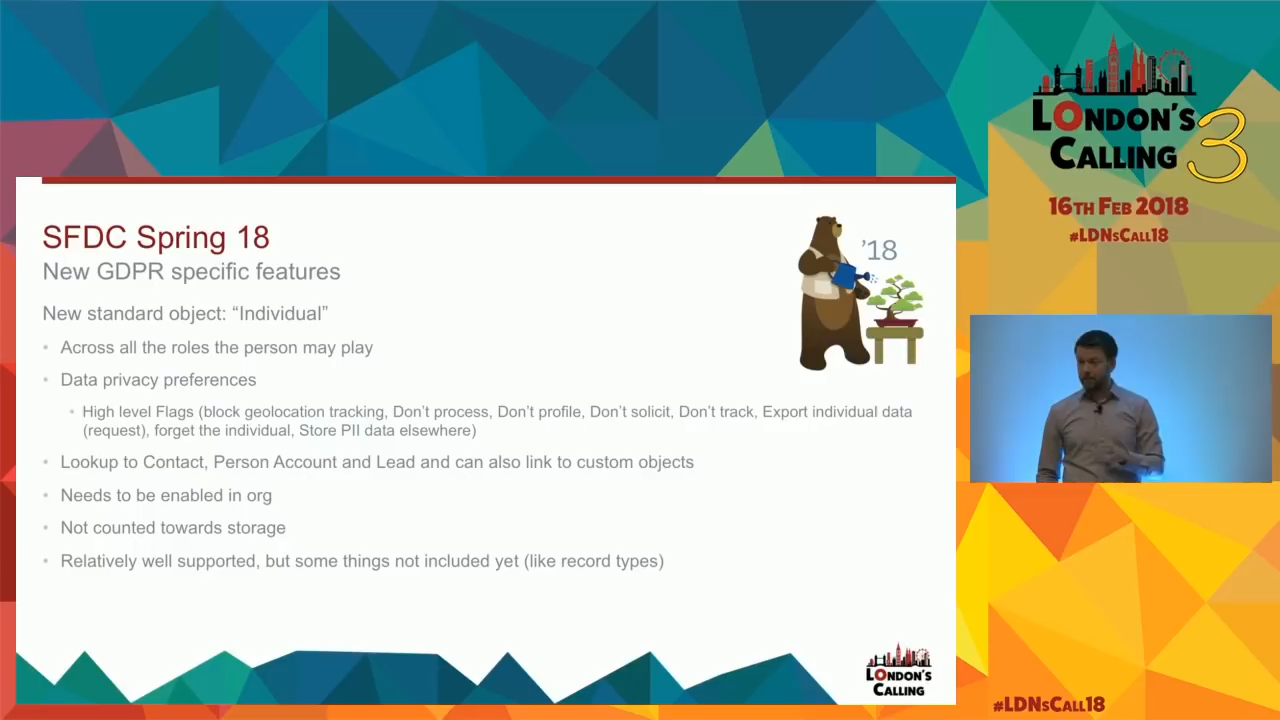 SFDC Spring 18
New GDPR specific features
New standard object: “Individual”
• Across all the roles the person may play
• Data privacy preferences
• High level Flags (block geolocation tracking, Don’t process, Don’t profile, Don’t solicit, Don’t track, Export individual data
(request), forget the individual, Store PII data elsewhere)
• Lookup to Contact, Person Account and Lead and can also link to custom objects
• Needs to be enabled in org
• Not counted towards storage
• Relatively well supported, but some things not included yet (like record types)
’18
LONDON’S
CALLING
LONDON’S
CALLING 3
16TH FEB 2018
#LDNSCALL18
#LDNSCALL18